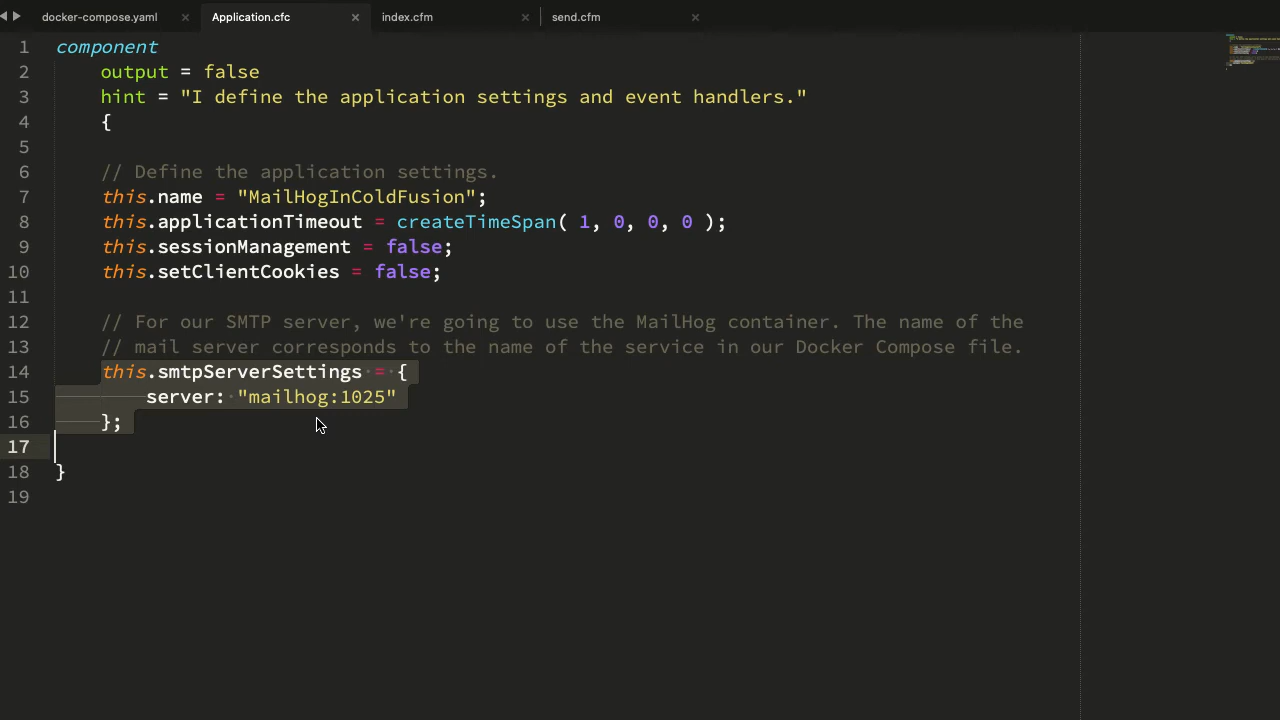 docker-compose.yaml Application.cfc index.cfm send.cfm
1 component
2 output = false
3 hint = "I define the application settings and event handlers."
4 {
5
6 // Define the application settings.
7 this.name = "MailHogInColdFusion";
8 this.applicationTimeout = createTimeSpan( 1, 0, 0, 0 );
9 this.sessionManagement = false;
10 this.setClientCookies = false;
11
12 // For our SMTP server, we're going to use the MailHog container. The name of the
13 // mail server corresponds to the name of the service in our Docker Compose file.
14 this.smtpServerSettings = {
15 server: "mailhog:1025"
16 };
17
18 }
19